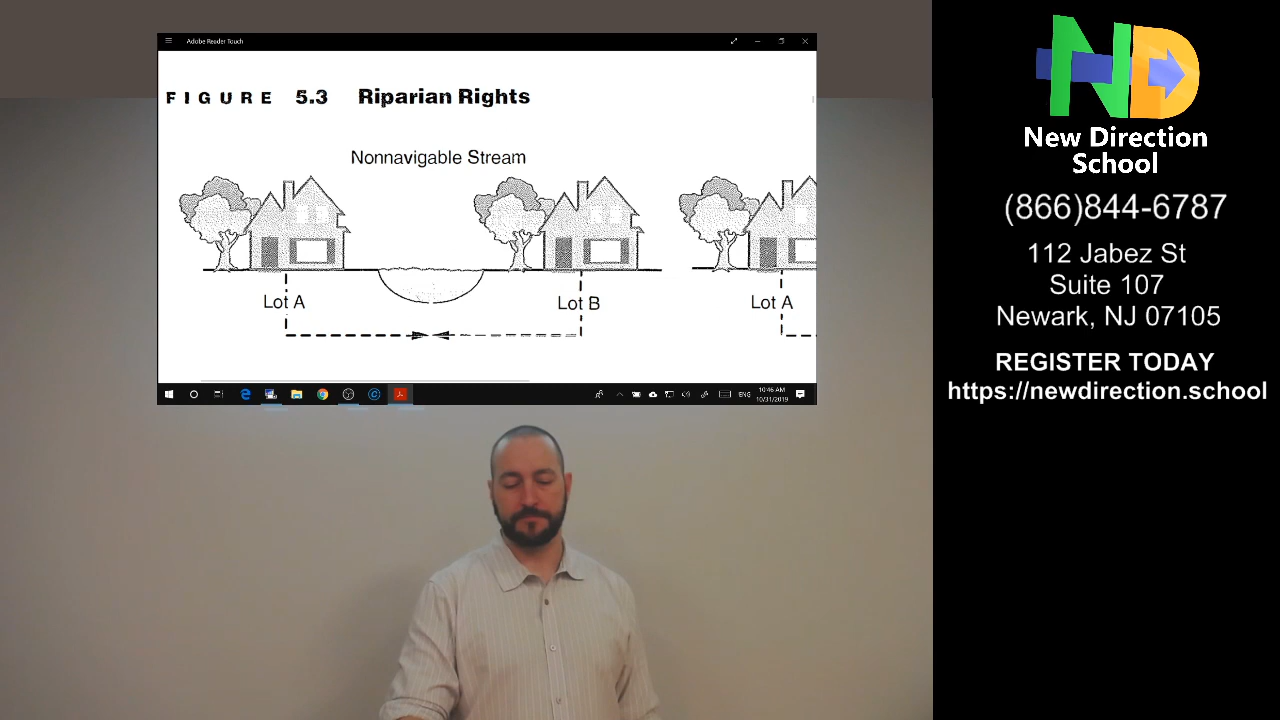 Adobe Reader Touch
FIGURE 5.3 Riparian Rights
Nonnavigable Stream
Lot A
Lot B
Lot A
ENG
10:46 AM
10/31/2019
ND
New Direction
School
(866)844-6787
112 Jabez St
Suite 107
Newark, NJ 07105
REGISTER TODAY
https://newdirection.school